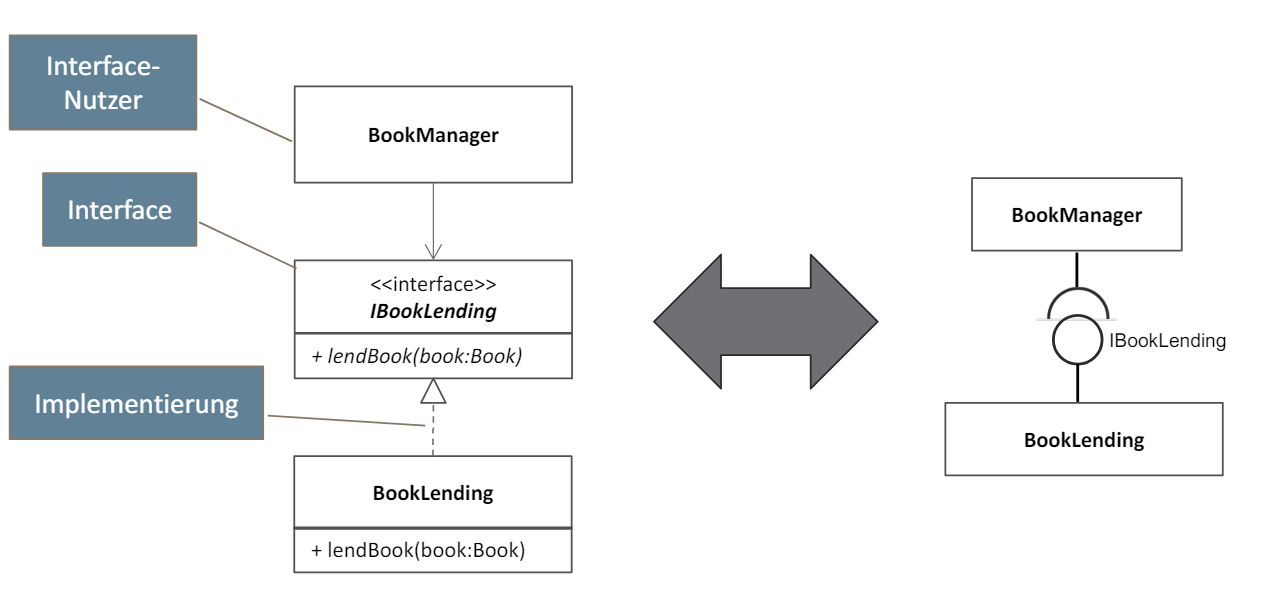 Interface-
Nutzer
BookManager
Interface
<<interface>>
IBookLending
+ lendBook(book:Book)
Implementierung
BookLending
+ lendBook(book:Book)
BookManager
IBookLending
BookLending